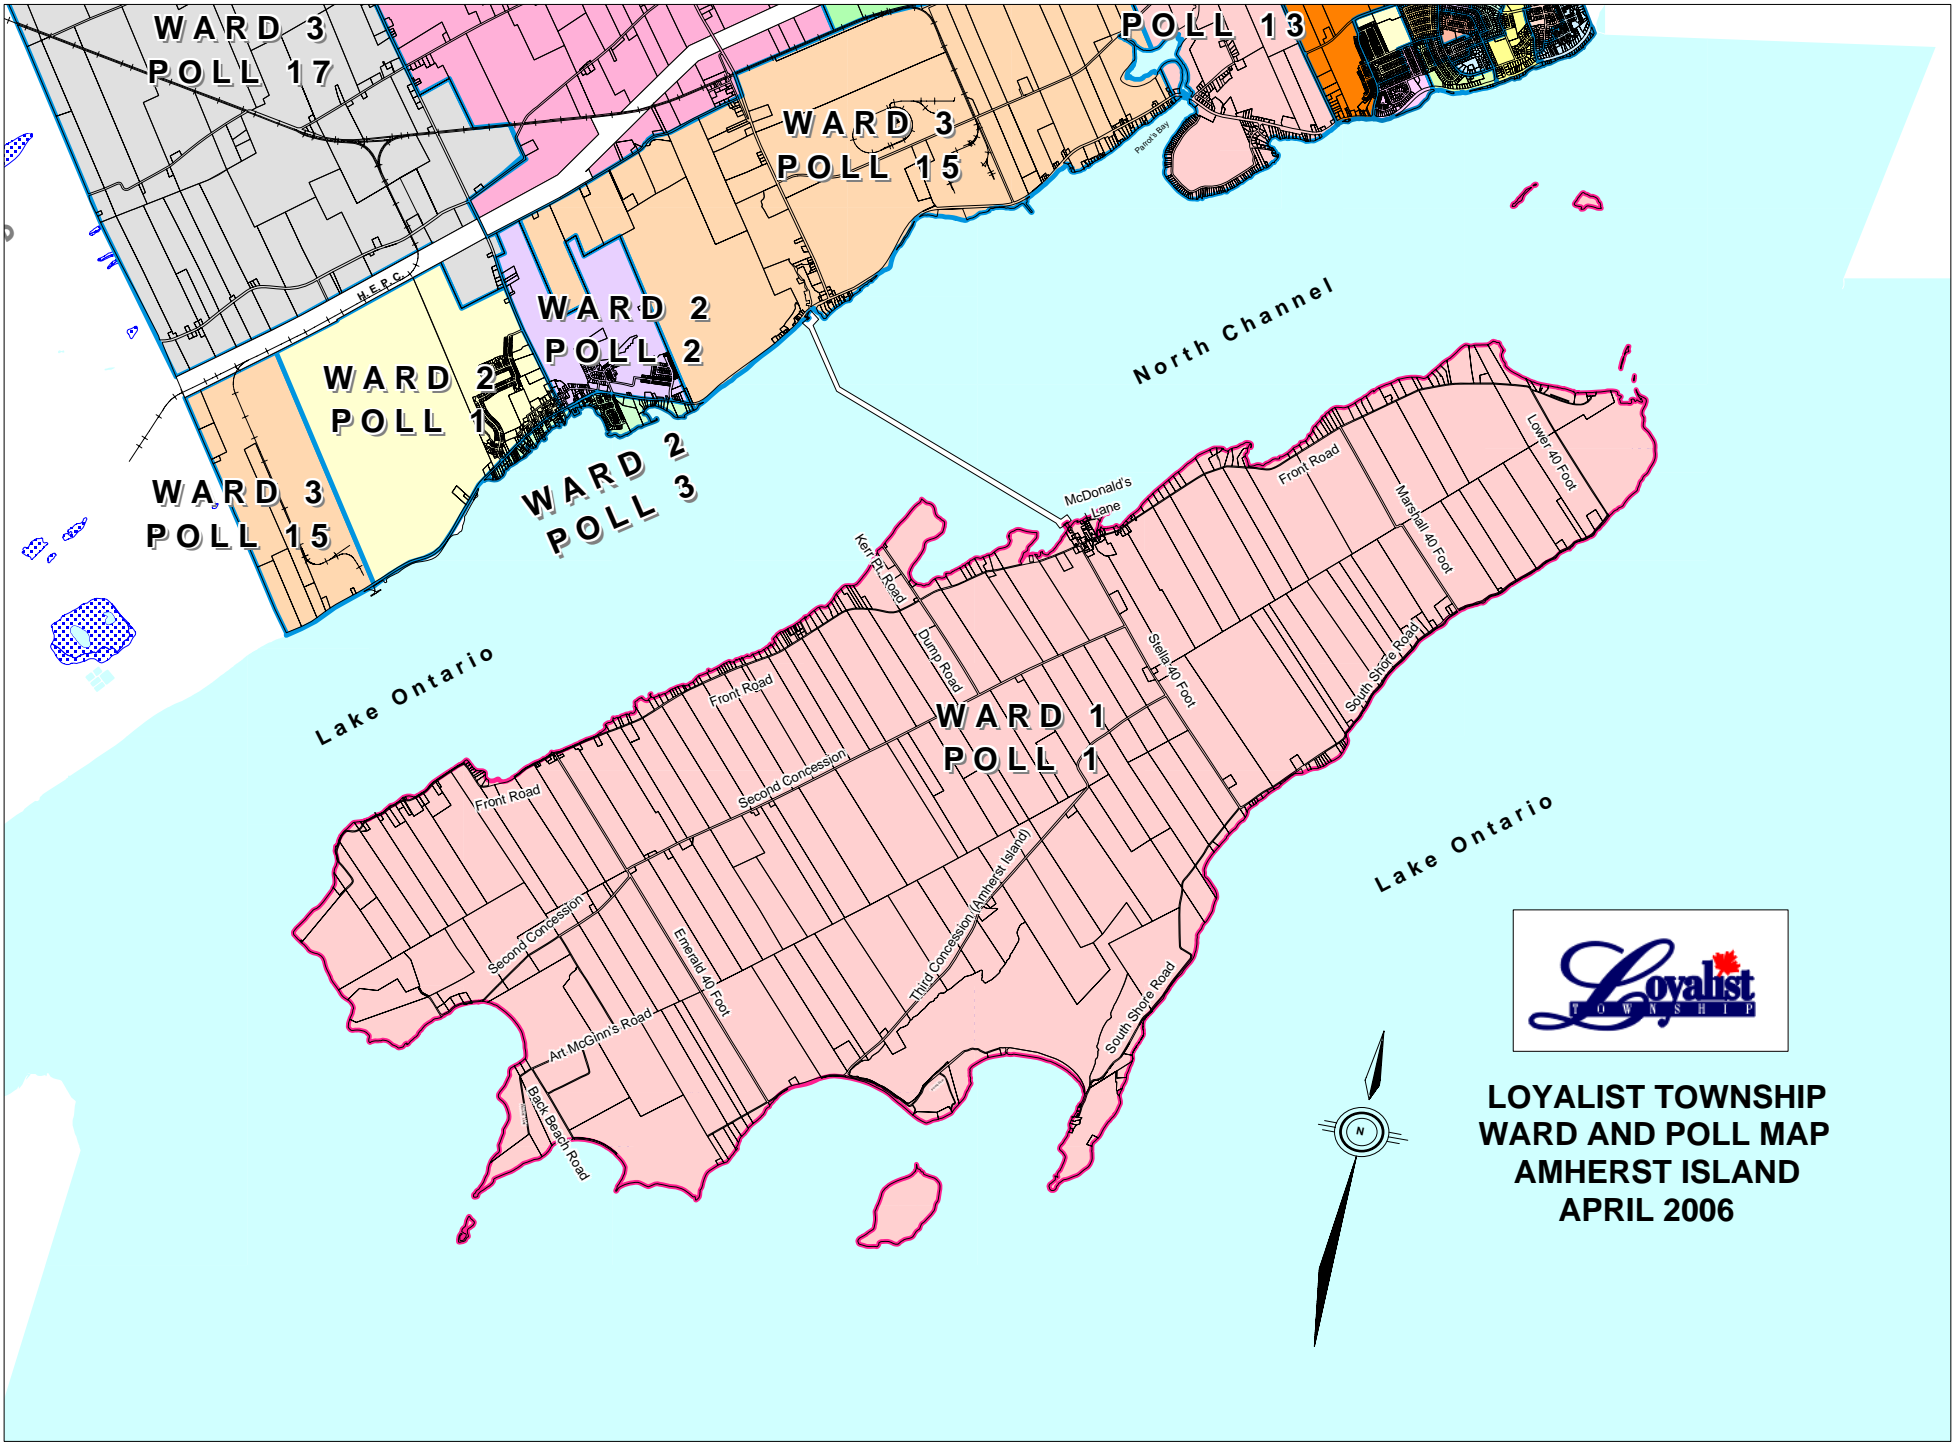 WARD 3
POLL 17
POLL 13
WARD 3
POLL 15
Parrot's Bay
H.E.P.C.
WARD 2
POLL 2
WARD 2
POLL 1
WARD 2
POLL 3
WARD 3
POLL 15
North Channel
Lake Ontario
McDonald's
Lane
Front Road
Lower 40 Foot
Marshall 40 Foot
Kerr Pt. Road
Dump Road
Stella 40 Foot
South Shore Road
Front Road
WARD 1
POLL 1
Second Concession
Front Road
Lake Ontario
Third Concession (Amherst Island)
Second Concession
Emerald 40 Foot
South Shore Road
Art McGinn's Road
Back Beach Road
Loyalist
TOWNSHIP
N
LOYALIST TOWNSHIP
WARD AND POLL MAP
AMHERST ISLAND
APRIL 2006